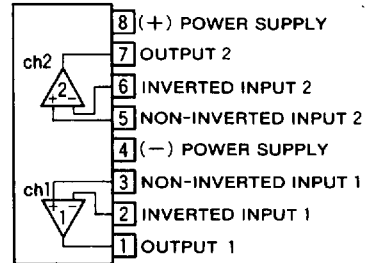 8 (+) POWER SUPPLY
7 OUTPUT 2
ch2
2
+ -
6 INVERTED INPUT 2
5 NON-INVERTED INPUT 2
4 (-) POWER SUPPLY
3 NON-INVERTED INPUT 1
ch1
+ -
1
2 INVERTED INPUT 1
1 OUTPUT 1